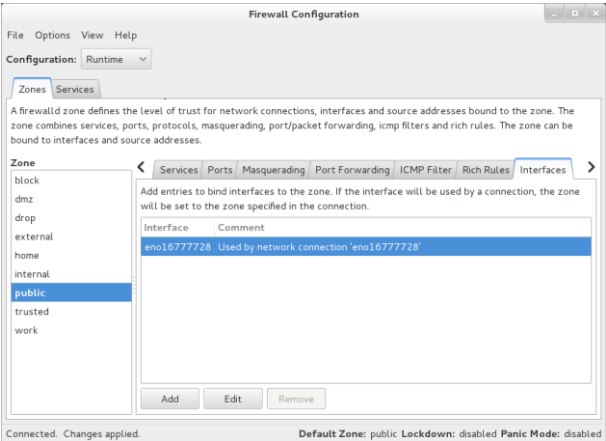 Firewall Configuration
File Options View Help
Configuration: Runtime
Zones Services
A firewalld zone defines the level of trust for network connections, interfaces and source addresses bound to the zone. The
zone combines services, ports, protocols, masquerading, port/packet forwarding, icmp filters and rich rules. The zone can be
bound to interfaces and source addresses.
Zone
block
dmz
drop
external
home
internal
public
trusted
work
Services Ports Masquerading Port Forwarding ICMP Filter Rich Rules Interfaces
Add entries to bind interfaces to the zone. If the interface will be used by a connection, the zone
will be set to the zone specified in the connection.
Interface Comment
eno16777728 Used by network connection 'eno16777728'
Add Edit Remove
Connected. Changes applied.
Default Zone: public Lockdown: disabled Panic Mode: disabled